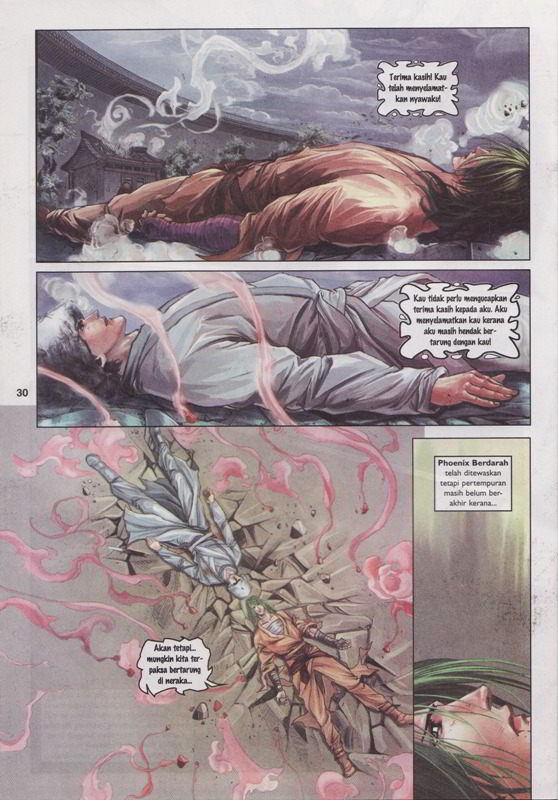 Terima kasih! Kau
telah menyelamat-
kan nyawaku!
Kau tidak perlu mengucapkan
terima kasih kepada aku. Aku
menyelamatkan kau kerana
aku masih hendak ber-
tarung dengan kau!
30
Phoenix Berdarah
telah ditewaskan
tetapi pertempuran
masih belum ber-
akhir kerana...
Akan tetapi...
mungkin kita ter-
paksa bertarung
di neraka...